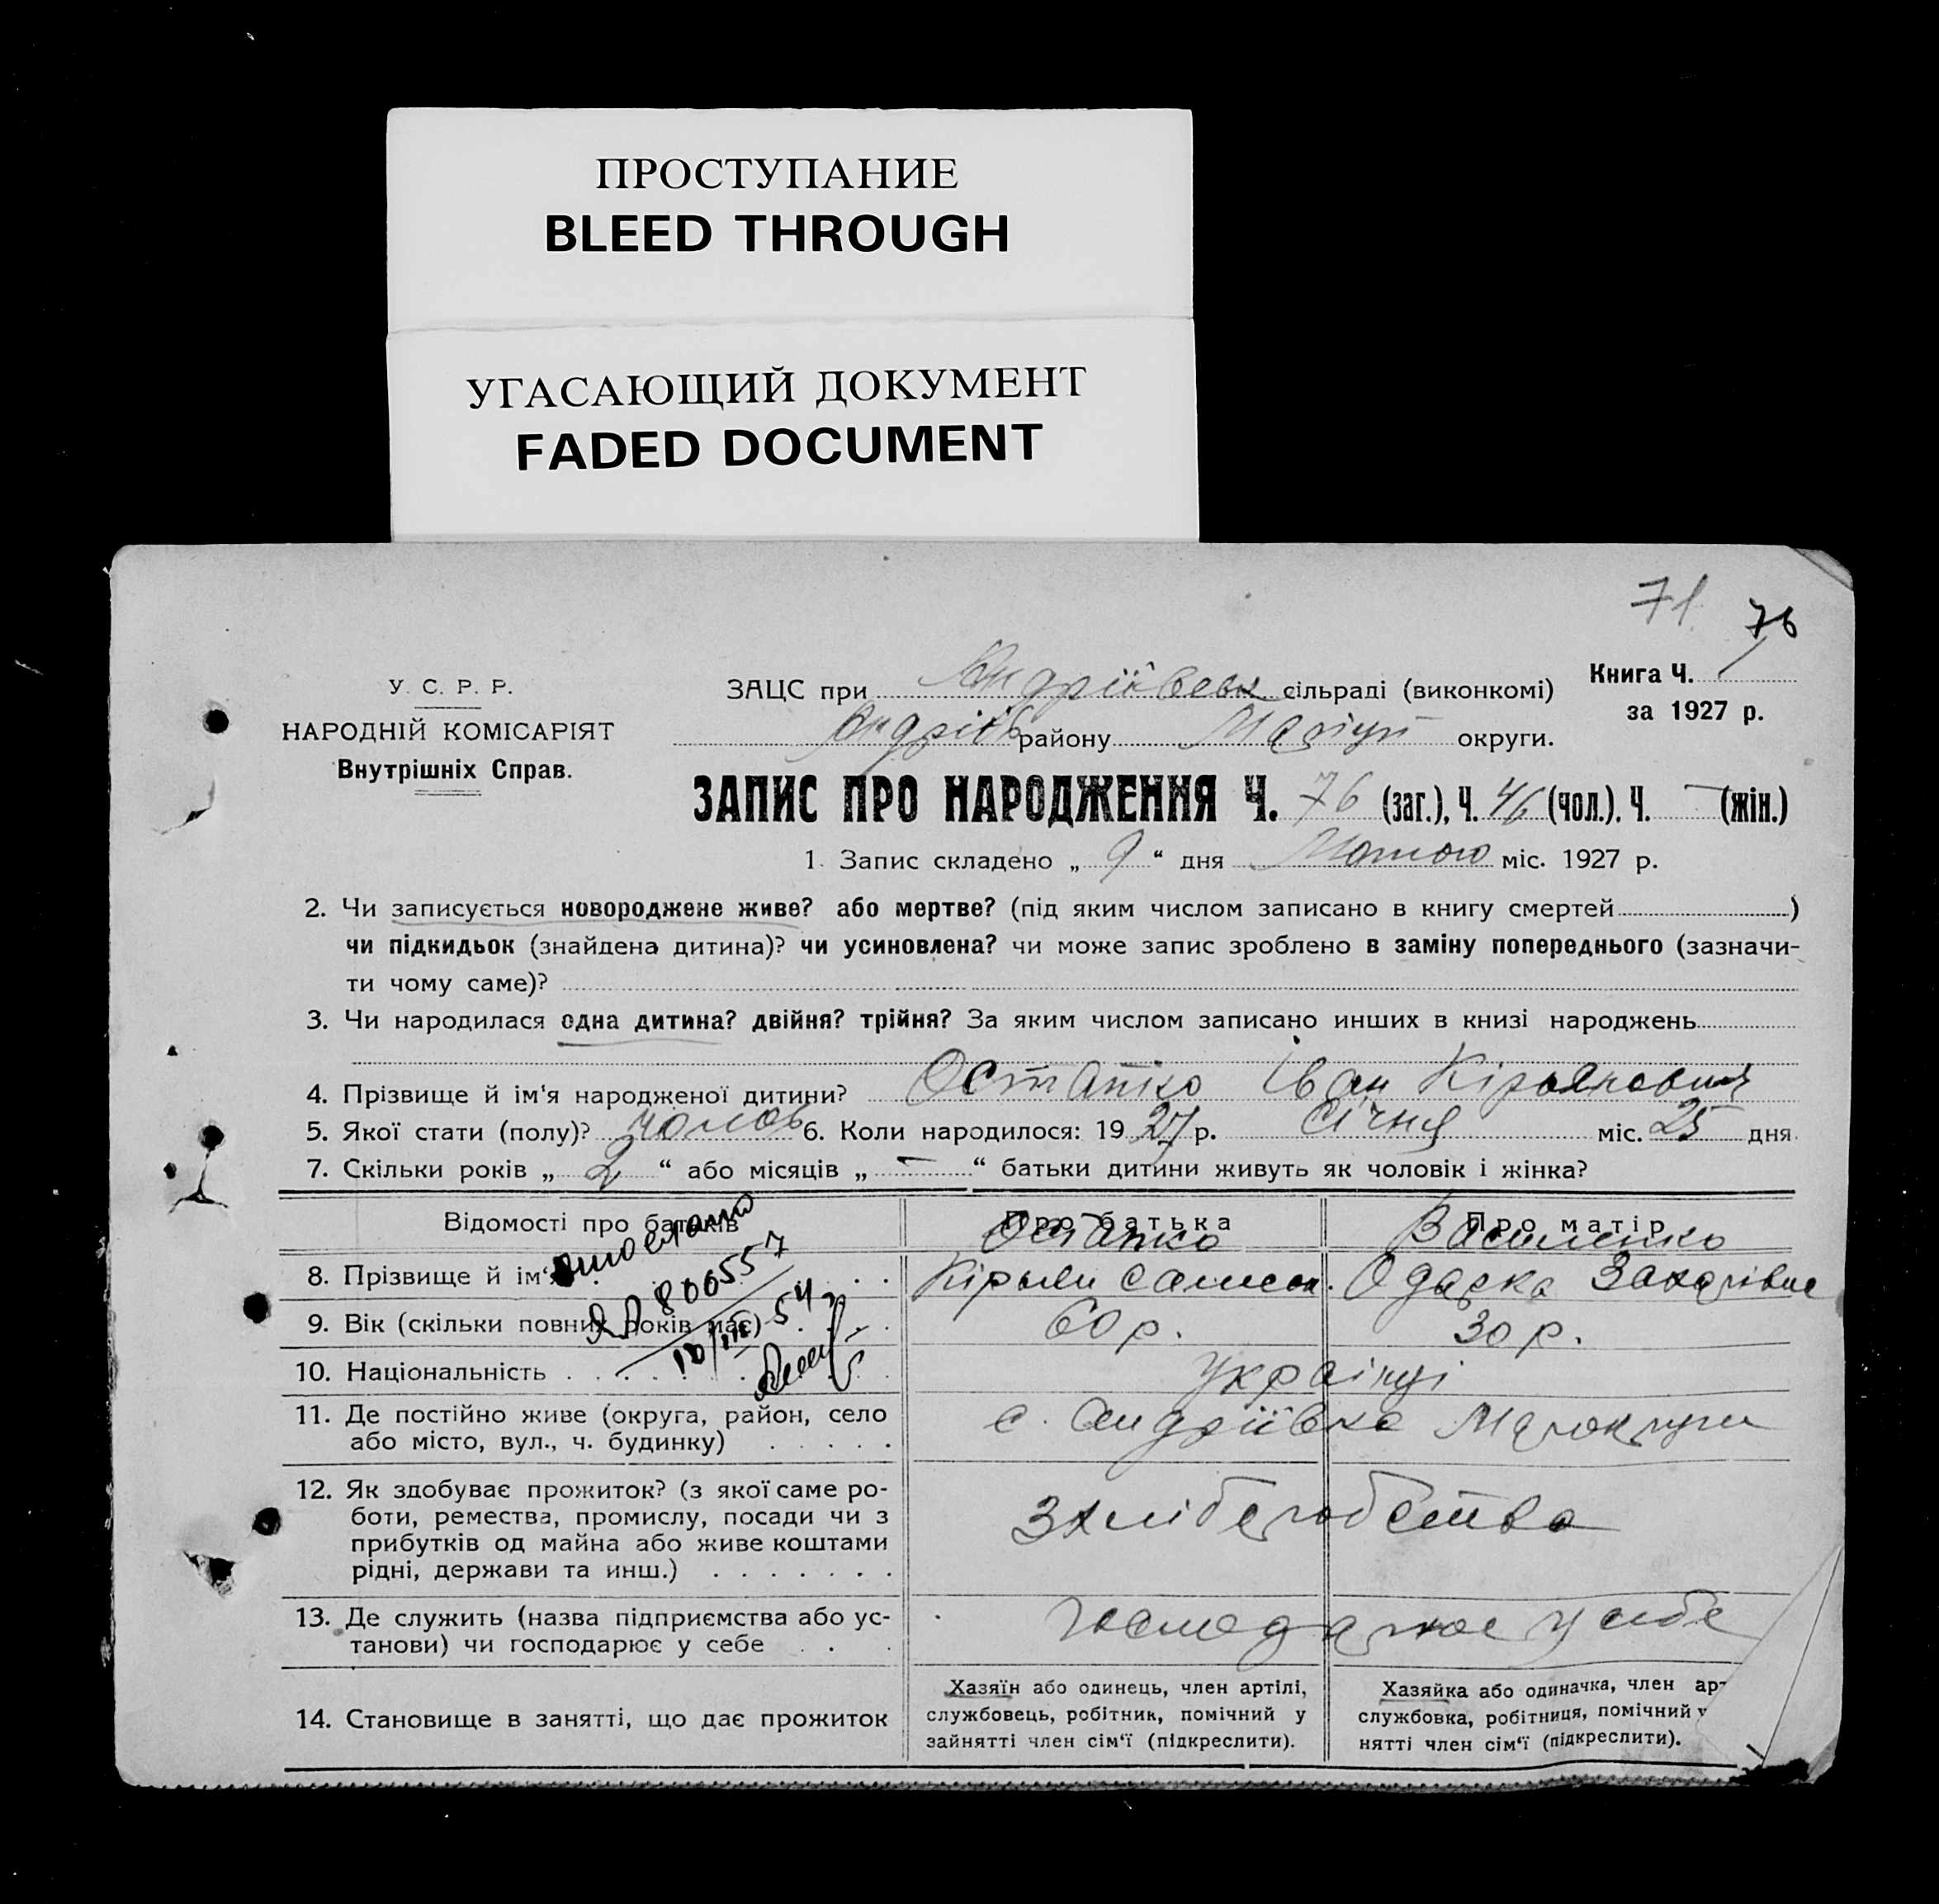 ПРОСТУПАНИЕ
BLEED THROUGH
УГАСАЮЩИЙ ДОКУМЕНТ
FADED DOCUMENT
71 76
У. С. Р. Р.
НАРОДНІЙ КОМІСАРІЯТ
Внутрішніх Справ.
ЗАЦС при Андріївськ сільраді (виконкомі)
Андріїв району Маріуп округи.
Книга Ч.
за 1927 р.
ЗАПИС ПРО НАРОДЖЕННЯ Ч. 76 (заг.), Ч. 46 (чол.). Ч. — (жін.)
1. Запис складено „ 9 “ дня Лютого міс. 1927 р.
2. Чи записується новороджене живе? або мертве? (під яким числом записано в книгу смертей )
чи підкидьок (знайдена дитина)? чи усиновлена? чи може запис зроблено в заміну попереднього (зазначи-
ти чому саме)?
3. Чи народилася одна дитина? двійня? трійня? За яким числом записано инших в книзі народжень
4. Прізвище й ім‘я народженої дитини? Остапко Іван Кірьянович
5. Якої стати (полу)? чолов 6. Коли народилося: 19 27 р. Січня міс. 25 дня
7. Скільки років „ 2 “ або місяців „ — “ батьки дитини живуть як чоловік і жінка?
Відомості про батьків Про батька Про матір
Остапко Василенко
8. Прізвище й ім‘я Кірьян Самсон. Одарка Захарівна
9. Вік (скільки повних років має) 60 р. 30 р.
10. Національність Українці
11. Де постійно живе (округа, район, село
або місто, вул., ч. будинку)
с. Андріївка Марокруги
12. Як здобуває прожиток? (з якої саме ро-
боти, ремества, промислу, посади чи з
прибутків од майна або живе коштами
рідні, держави та инш.)
З хліборобства
13. Де служить (назва підприємства або ус-
танови) чи господарює у себе
господарює у себе
14. Становище в занятті, що дає прожиток
Хазяїн або одинець, член артілі,
службовець, робітник, помічний у
зайнятті член сім‘ї (підкреслити).
Хазяйка або одиначка, член ар-
службовка, робітниця, помічний у
нятті член сім‘ї (підкреслити).
800557
10/III 54